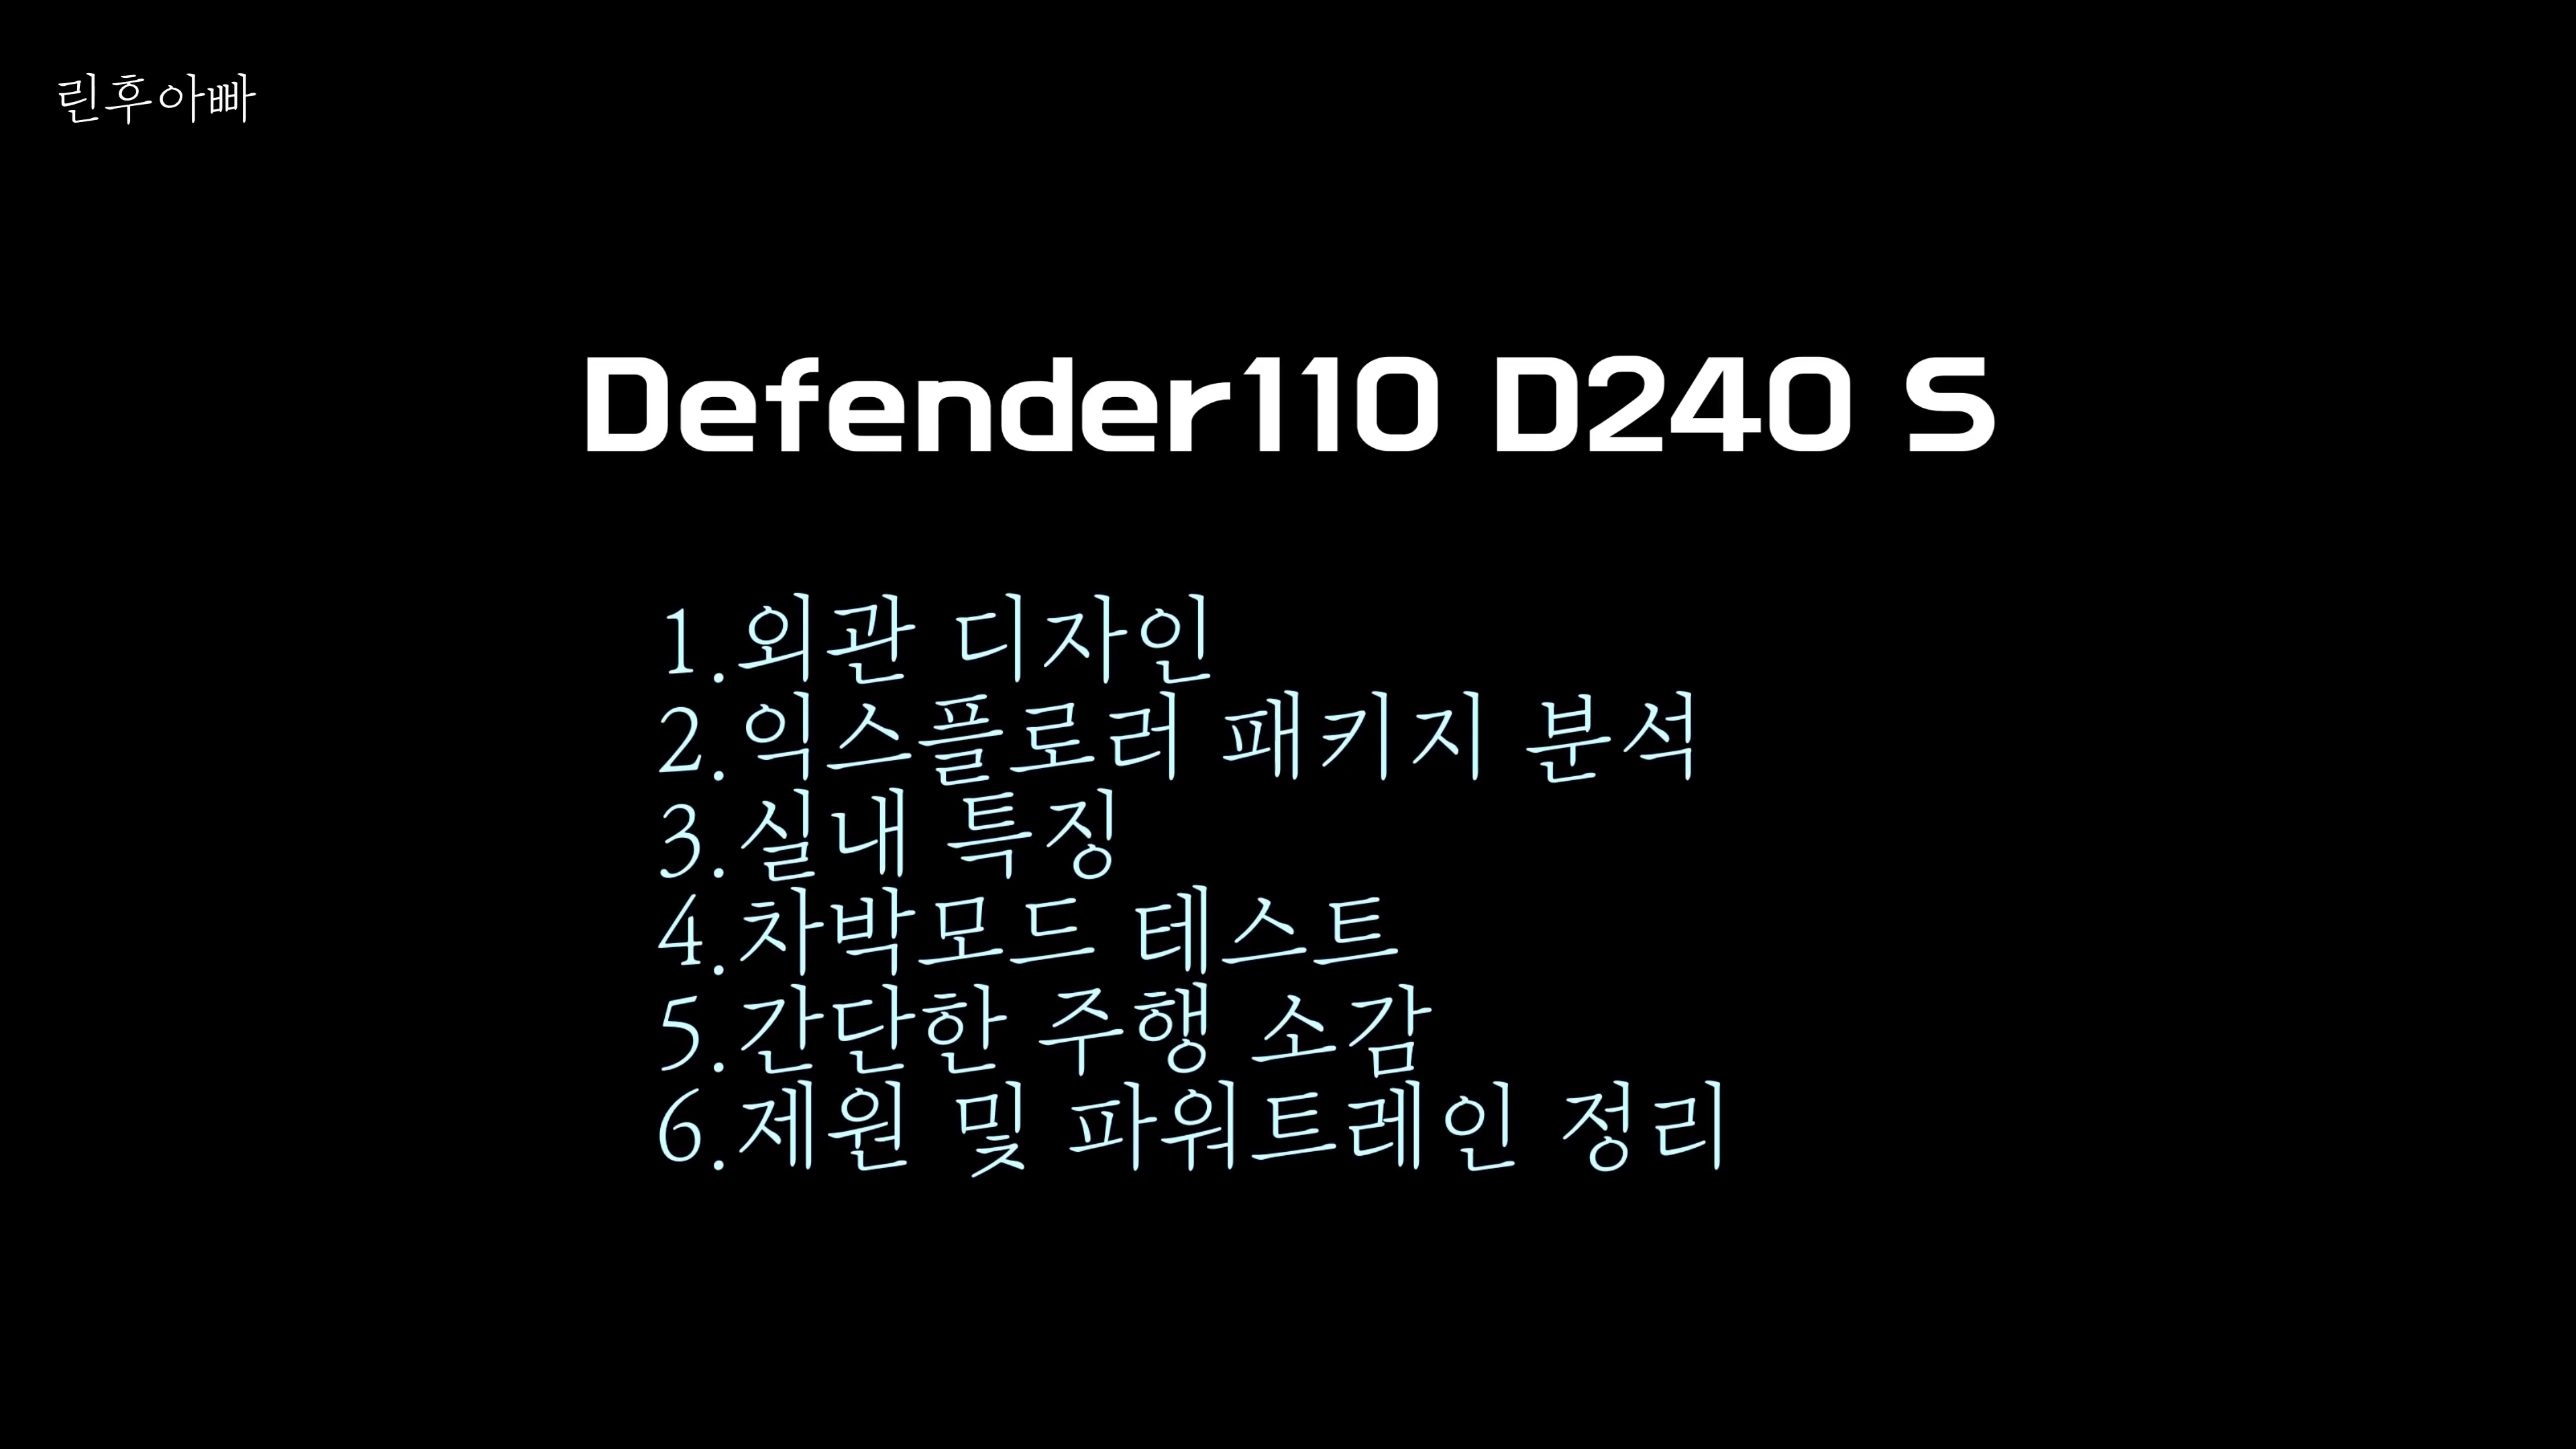 린후아빠
Defender110 D240 S
1.외관 디자인
2.익스플로러 패키지 분석
3.실내 특징
4.차박모드 테스트
5.간단한 주행 소감
6.제원 및 파워트레인 정리